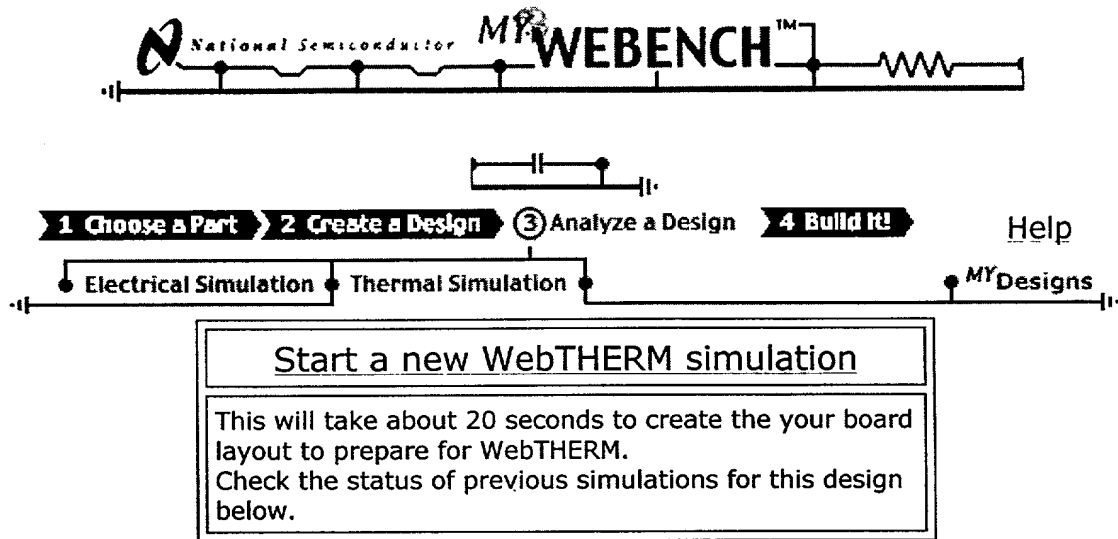 National Semiconductor MY WEBENCH™
1 Choose a Part 2 Create a Design 3 Analyze a Design 4 Build It! Help
Electrical Simulation Thermal Simulation MY Designs
Start a new WebTHERM simulation
This will take about 20 seconds to create the your board
layout to prepare for WebTHERM.
Check the status of previous simulations for this design
below.